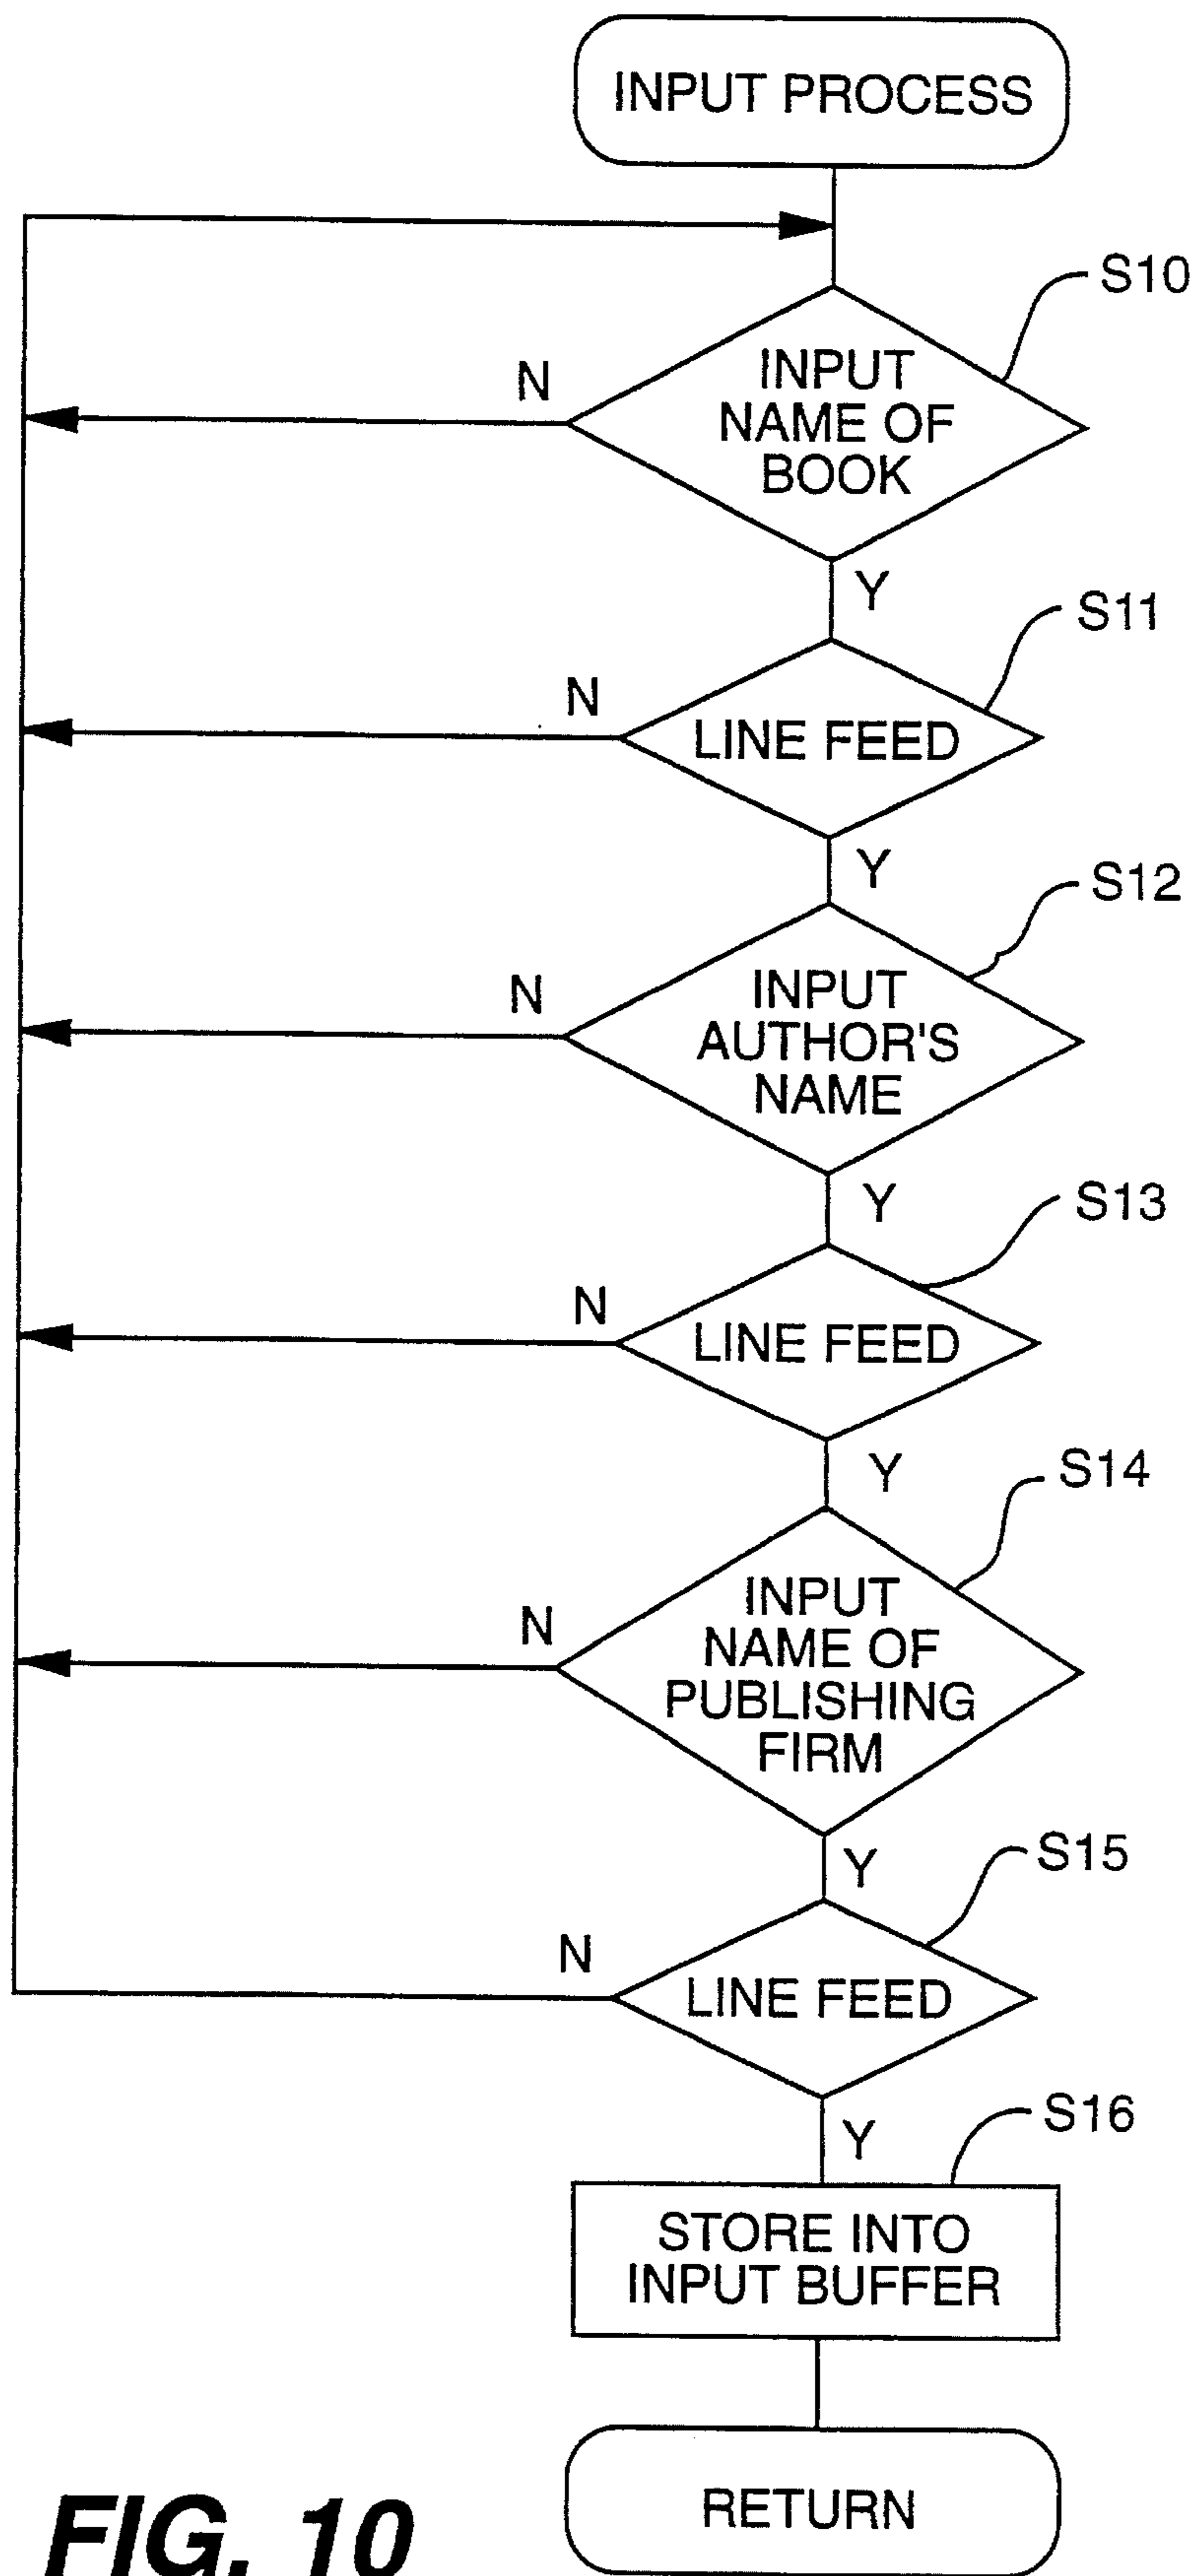 INPUT PROCESS
S10
N
INPUT
NAME OF
BOOK
Y
S11
N
LINE FEED
Y
S12
N
INPUT
AUTHOR'S
NAME
Y
S13
N
LINE FEED
Y
S14
N
INPUT
NAME OF
PUBLISHING
FIRM
Y
S15
N
LINE FEED
Y
S16
STORE INTO
INPUT BUFFER
RETURN
FIG. 10